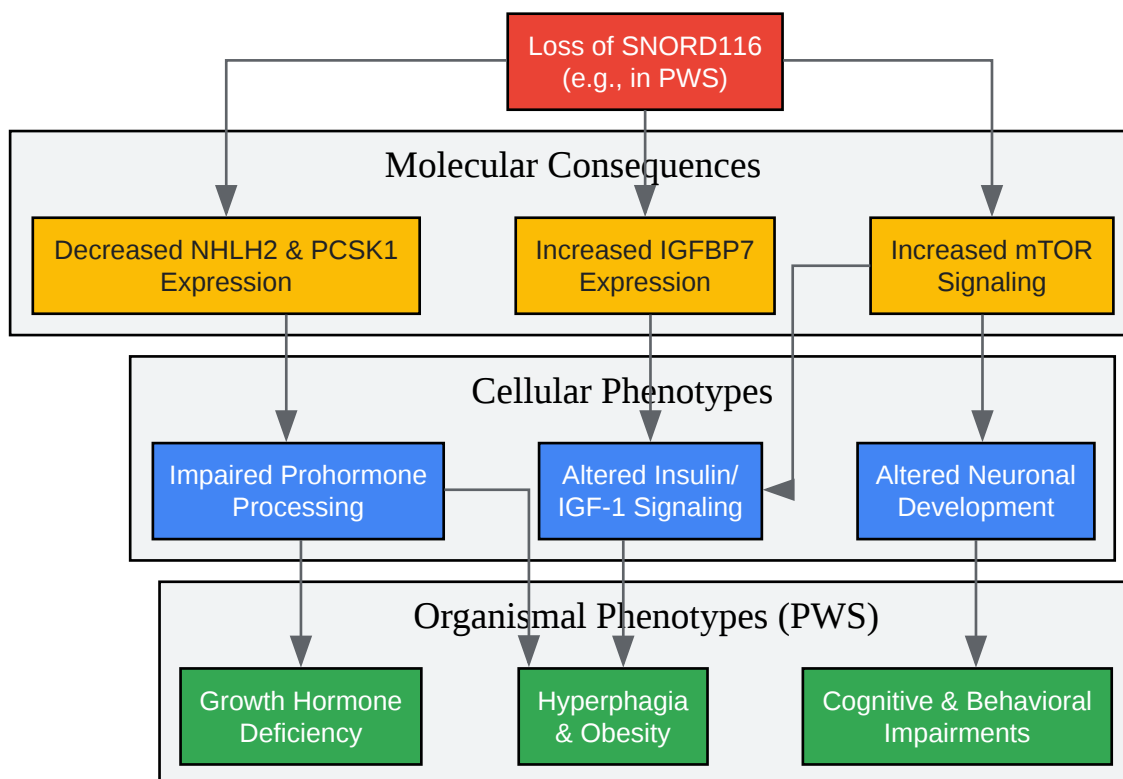 Loss of SNORD116
(e.g., in PWS)
Molecular Consequences
Decreased NHLH2 & PCSK1
Expression
Increased IGFBP7
Expression
Increased mTOR
Signaling
Cellular Phenotypes
Impaired Prohormone
Processing
Altered Insulin/
IGF-1 Signaling
Altered Neuronal
Development
Organismal Phenotypes (PWS)
Growth Hormone
Deficiency
Hyperphagia
& Obesity
Cognitive & Behavioral
Impairments